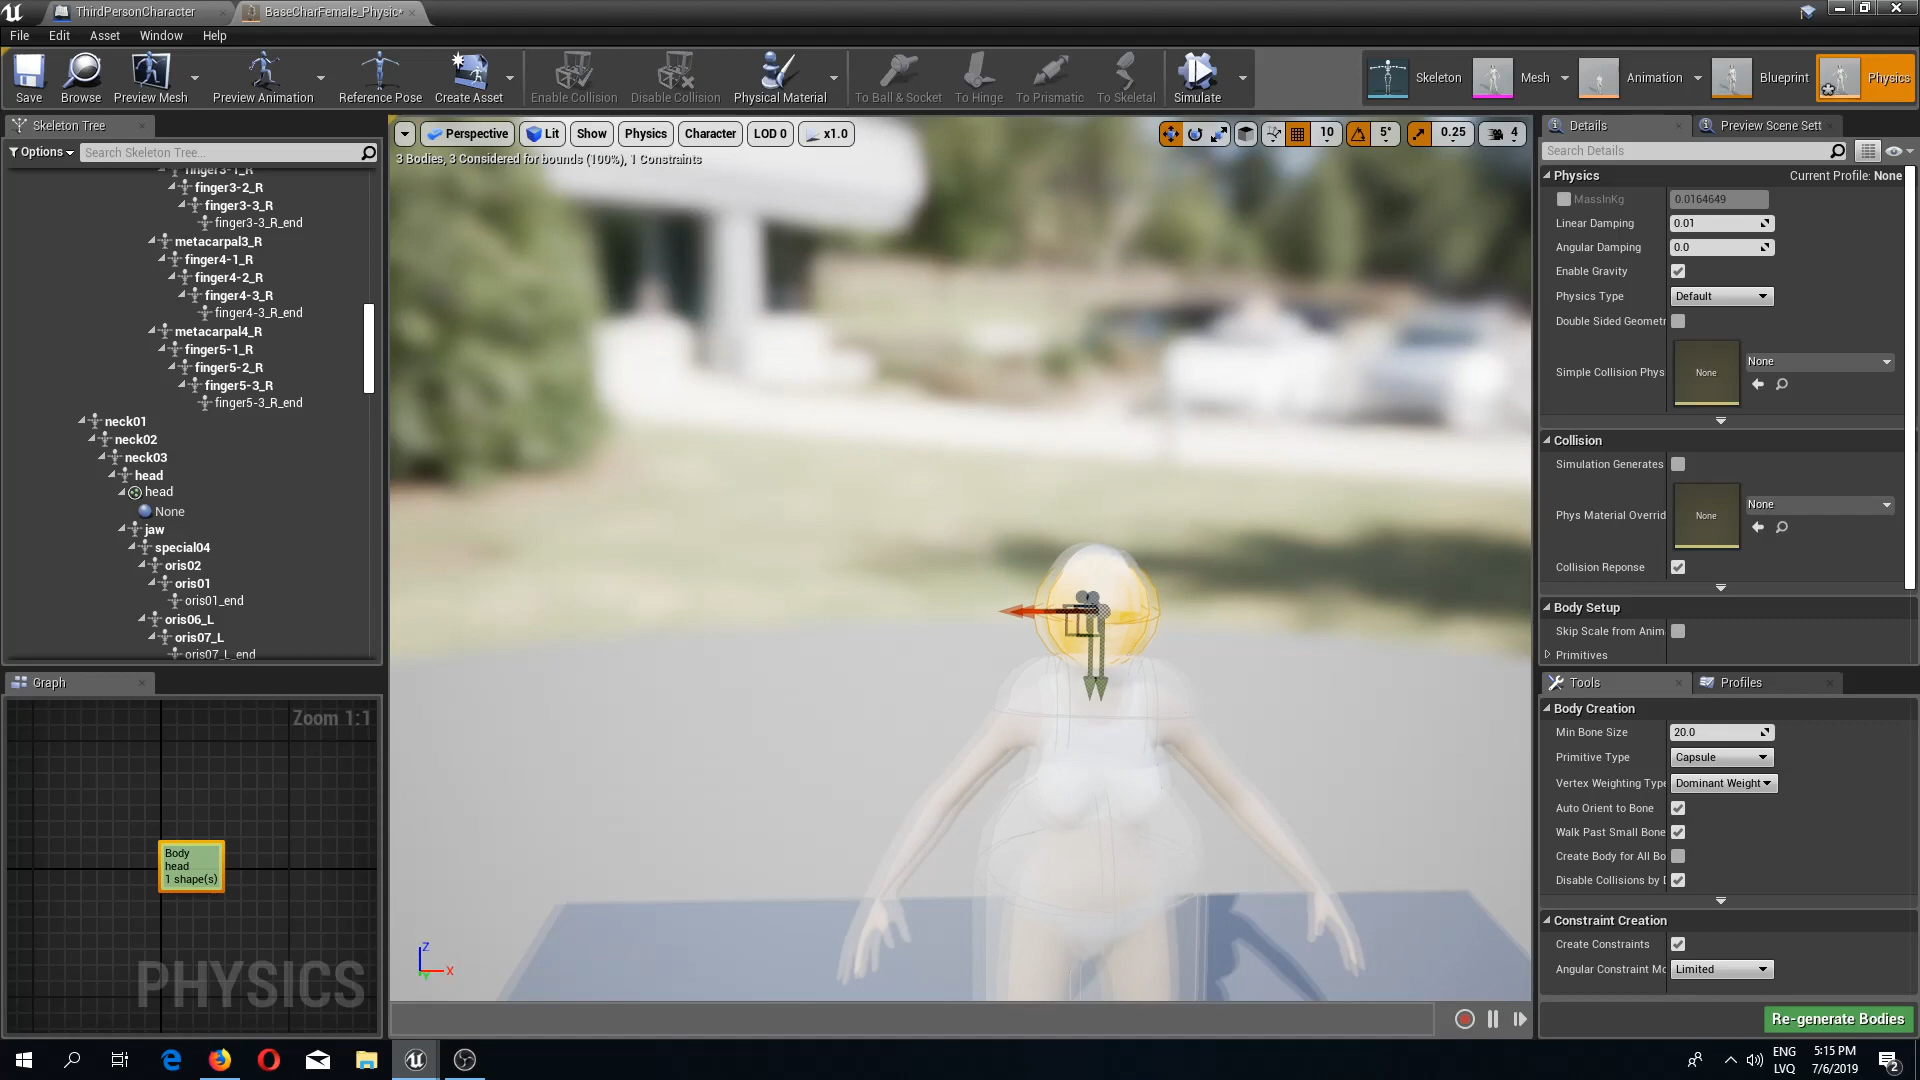 ThirdPersonCharacter
BaseCharFemale_Physic*
File Edit Asset Window Help
Save
Browse
Preview Mesh
Preview Animation
Reference Pose
Create Asset
Enable Collision
Disable Collision
Physical Material
To Ball & Socket
To Hinge
To Prismatic
To Skeletal
Simulate
Skeleton
Mesh
Animation
Blueprint
Physics
Skeleton Tree
Options
Search Skeleton Tree...
finger3-1_R
finger3-2_R
finger3-3_R
finger3-3_R_end
metacarpal3_R
finger4-1_R
finger4-2_R
finger4-3_R
finger4-3_R_end
metacarpal4_R
finger5-1_R
finger5-2_R
finger5-3_R
finger5-3_R_end
neck01
neck02
neck03
head
head
None
jaw
special04
oris02
oris01
oris01_end
oris06_L
oris07_L
oris07_L_end
Graph
Zoom 1:1
Body
head
1 shape(s)
PHYSICS
Perspective
Lit
Show
Physics
Character
LOD 0
x1.0
10
5°
0.25
4
3 Bodies, 3 Considered for bounds (100%), 1 Constraints
Z
X
Y
Details
Preview Scene Sett
Search Details
Physics
Current Profile: None
MassInKg 0.0164649
Linear Damping 0.01
Angular Damping 0.0
Enable Gravity
Physics Type Default
Double Sided Geometr
Simple Collision Phys None None
Collision
Simulation Generates
Phys Material Overrid None None
Collision Reponse
Body Setup
Skip Scale from Anim
Primitives
Tools
Profiles
Body Creation
Min Bone Size 20.0
Primitive Type Capsule
Vertex Weighting Type Dominant Weight
Auto Orient to Bone
Walk Past Small Bone
Create Body for All Bo
Disable Collisions by D
Constraint Creation
Create Constraints
Angular Constraint Mo Limited
Re-generate Bodies
ENG
LVQ
5:15 PM
7/6/2019
2